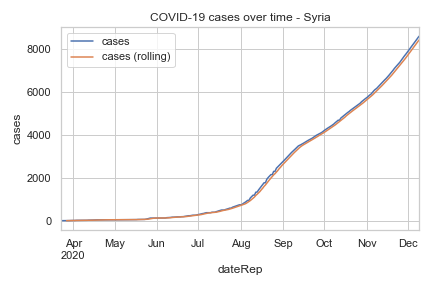 COVID-19 cases over time - Syria
cases
cases (rolling)
8000
6000
4000
2000
0
cases
Apr May Jun Jul Aug Sep Oct Nov Dec
2020
dateRep